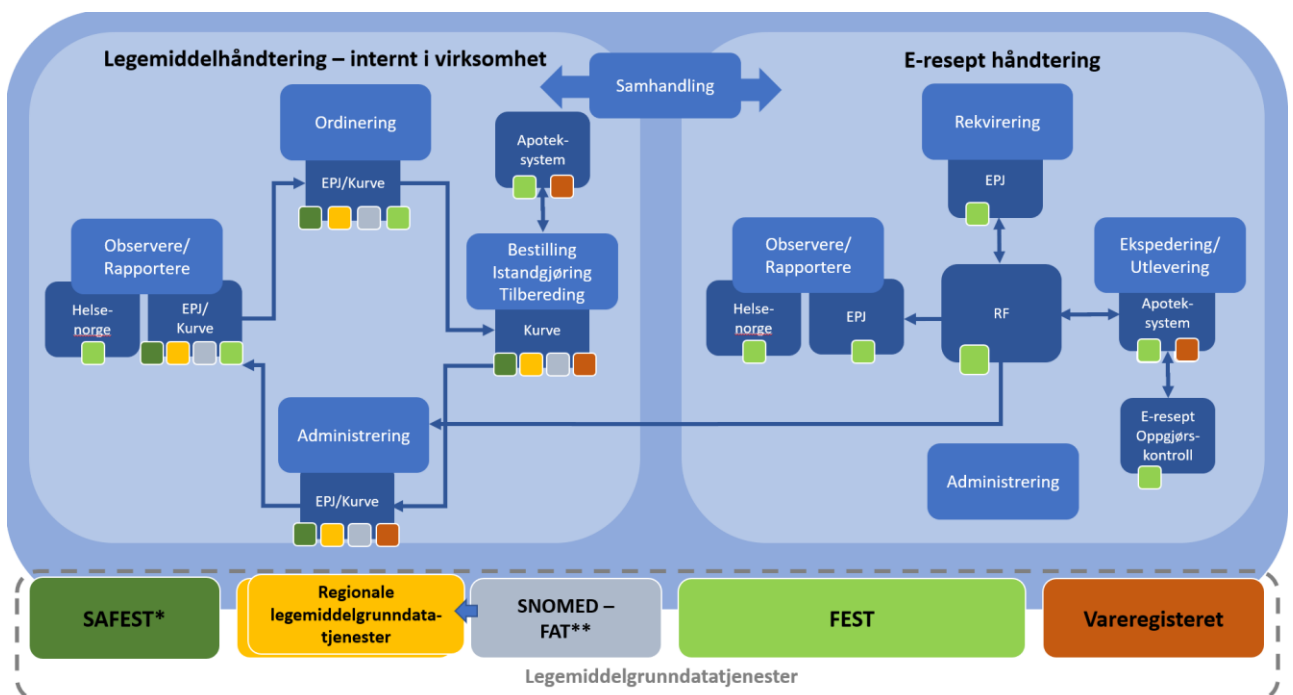 Legemiddelhåndtering – internt i virksomhet
Samhandling
E-resept håndtering
Ordinering
EPJ/Kurve
Apotek-
system
Observere/
Rapportere
Helse-
norge
EPJ/
Kurve
Bestilling
Istandgjøring
Tilbereding
Kurve
Administrering
EPJ/Kurve
Rekvirering
EPJ
Observere/
Rapportere
Helse-
norge
EPJ
RF
Ekspedering/
Utlevering
Apotek-
system
E-resept
Oppgjørs-
kontroll
Administrering
SAFEST*
Regionale
legemiddelgrunndata-
tjenester
SNOMED –
FAT**
FEST
Vareregisteret
Legemiddelgrunndatatjenester